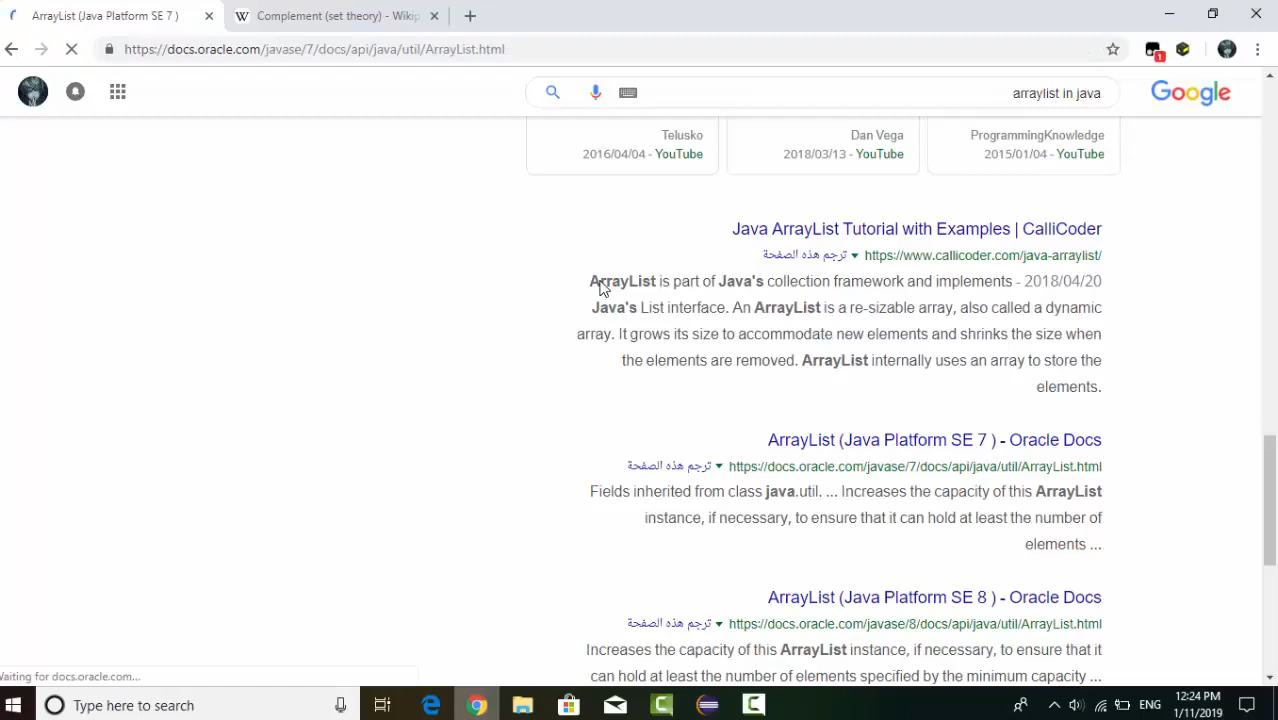 ArrayList (Java Platform SE 7 )
Complement (set theory) - Wikip
https://docs.oracle.com/javase/7/docs/api/java/util/ArrayList.html
1
arraylist in java
Google
Telusko
2016/04/04 - YouTube
Dan Vega
2018/03/13 - YouTube
ProgrammingKnowledge
2015/01/04 - YouTube
Java ArrayList Tutorial with Examples | CalliCoder
ترجم هذه الصفحة https://www.callicoder.com/java-arraylist/
ArrayList is part of Java's collection framework and implements - 2018/04/20
Java's List interface. An ArrayList is a re-sizable array, also called a dynamic
array. It grows its size to accommodate new elements and shrinks the size when
the elements are removed. ArrayList internally uses an array to store the
elements.
ArrayList (Java Platform SE 7 ) - Oracle Docs
ترجم هذه الصفحة https://docs.oracle.com/javase/7/docs/api/java/util/ArrayList.html
Fields inherited from class java.util. ... Increases the capacity of this ArrayList
instance, if necessary, to ensure that it can hold at least the number of
elements ...
ArrayList (Java Platform SE 8 ) - Oracle Docs
ترجم هذه الصفحة https://docs.oracle.com/javase/8/docs/api/java/util/ArrayList.html
Increases the capacity of this ArrayList instance, if necessary, to ensure that it
can hold at least the number of elements specified by the minimum capacity ...
Waiting for docs.oracle.com...
Type here to search
ENG
12:24 PM
1/11/2019